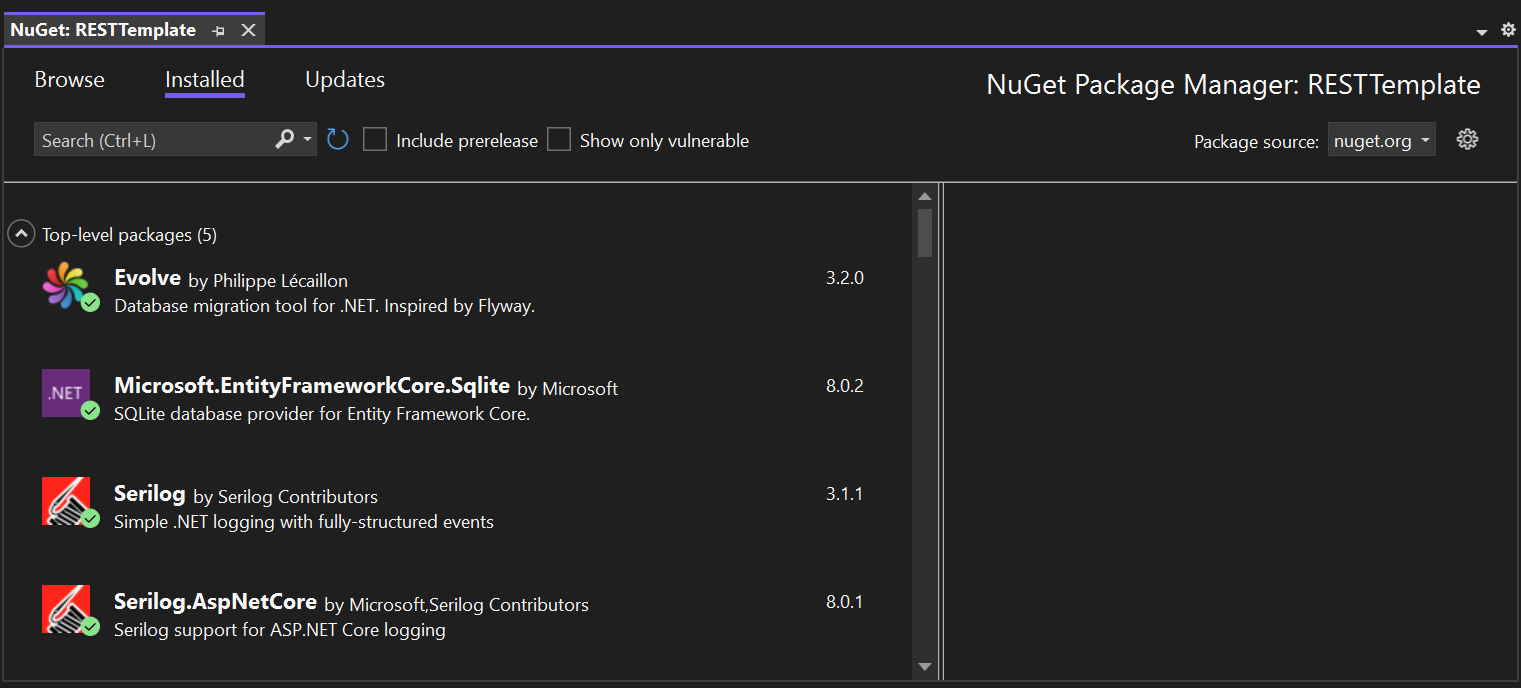 NuGet: RESTTemplate
Browse Installed Updates
NuGet Package Manager: RESTTemplate
Search (Ctrl+L) Include prerelease Show only vulnerable Package source: nuget.org
Top-level packages (5)
Evolve by Philippe Lécaillon 3.2.0
Database migration tool for .NET. Inspired by Flyway.
.NET
Microsoft.EntityFrameworkCore.Sqlite by Microsoft 8.0.2
SQLite database provider for Entity Framework Core.
Serilog by Serilog Contributors 3.1.1
Simple .NET logging with fully-structured events
Serilog.AspNetCore by Microsoft,Serilog Contributors 8.0.1
Serilog support for ASP.NET Core logging